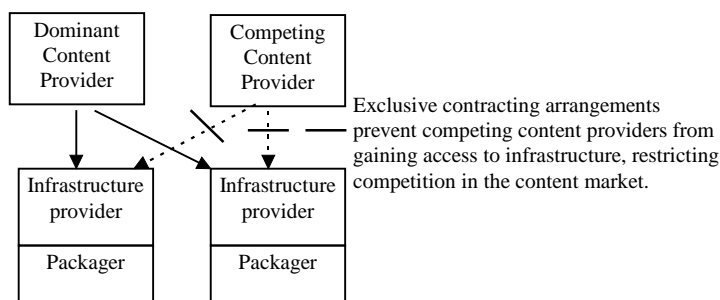 Dominant
Content
Provider
Competing
Content
Provider
Exclusive contracting arrangements
prevent competing content providers from
gaining access to infrastructure, restricting
competition in the content market.
Infrastructure
provider
Packager
Infrastructure
provider
Packager